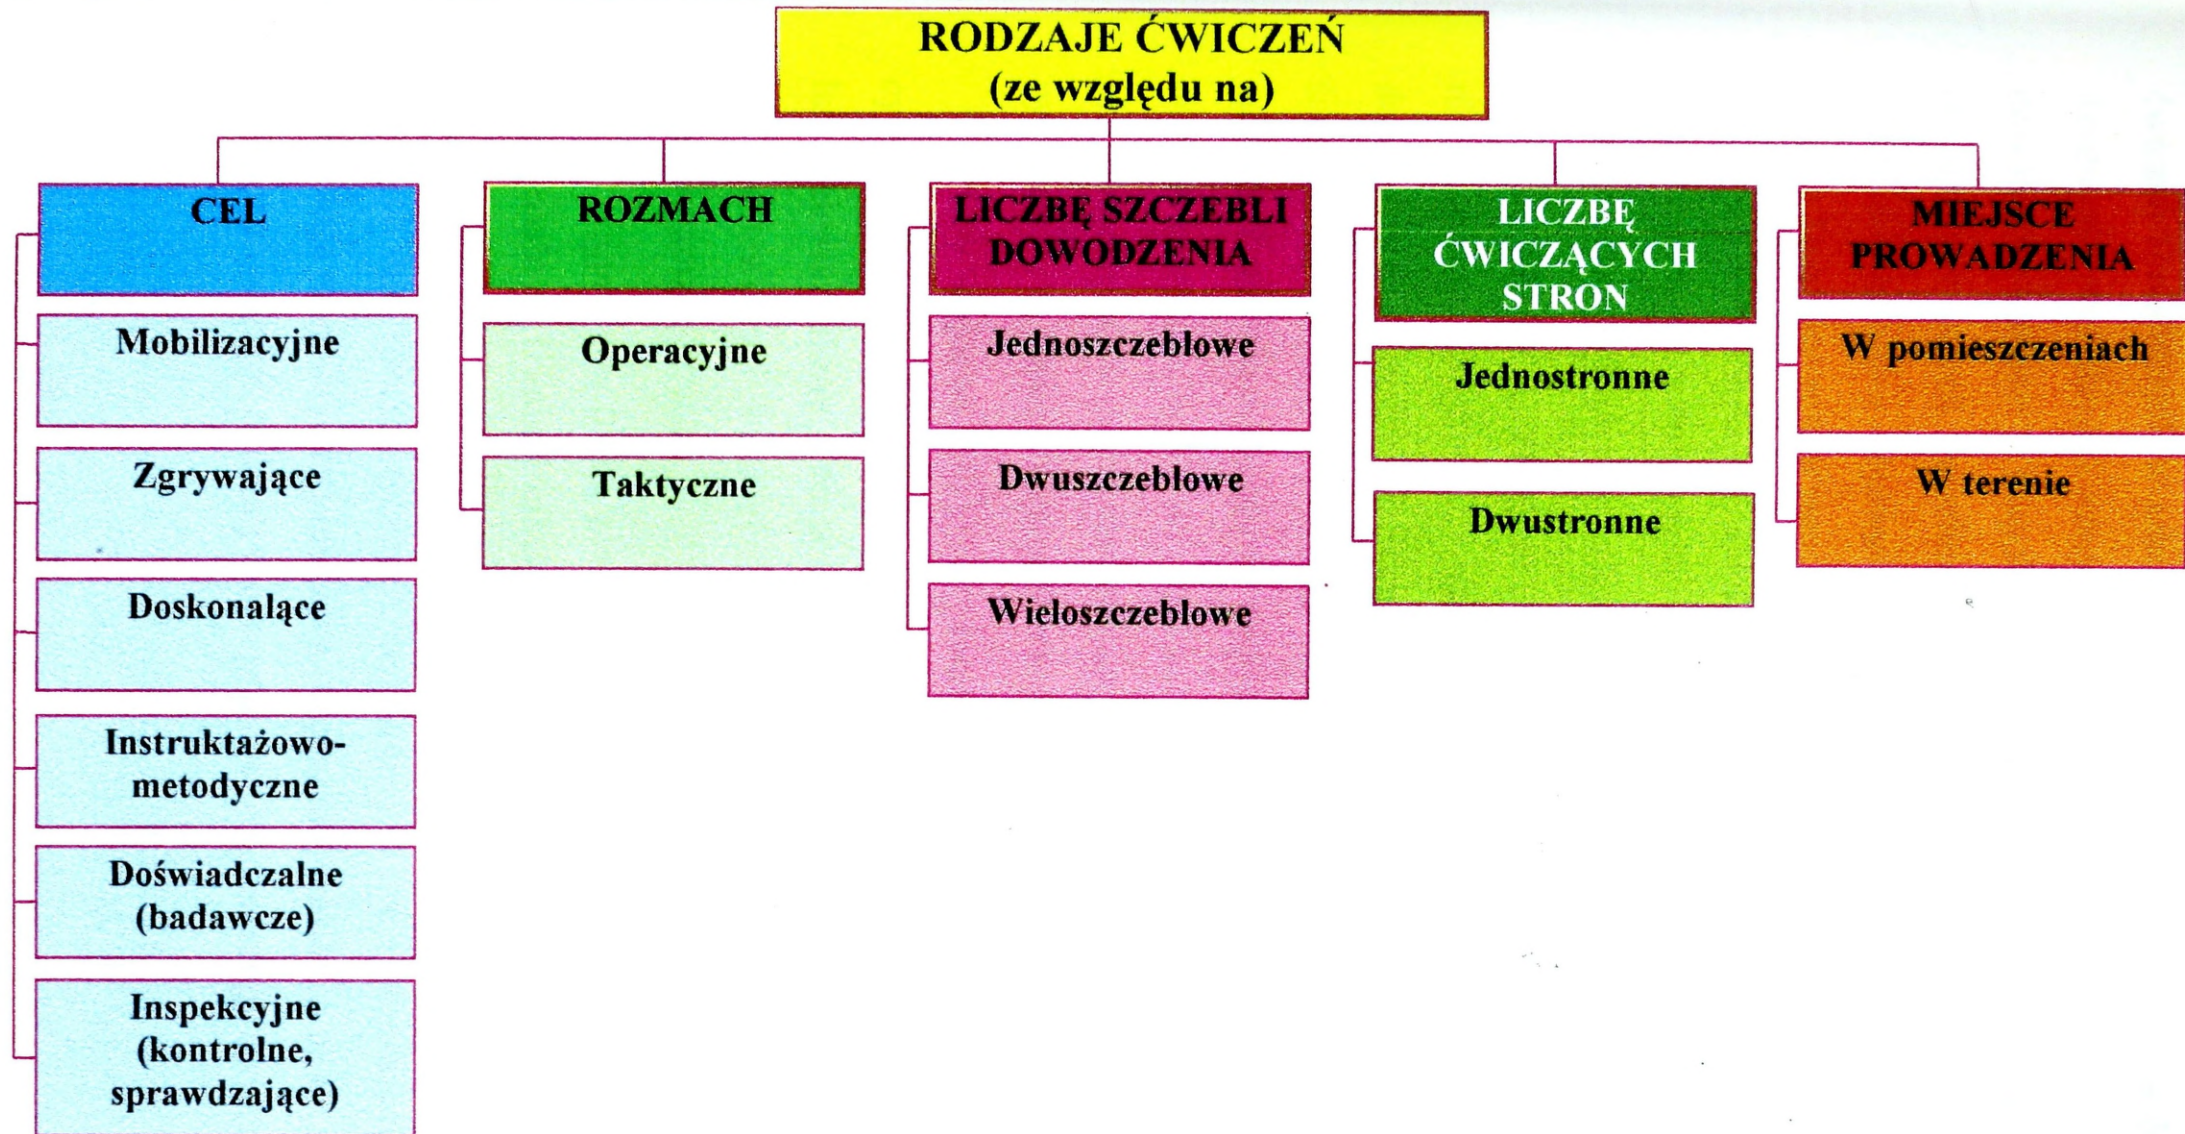 RODZAJE ĆWICZEŃ
(ze względu na)
CEL
Mobilizacyjne
Zgrywające
Doskonalące
Instruktażowo-
metodyczne
Doświadczalne
(badawcze)
Inspekcyjne
(kontrolne,
sprawdzające)
ROZMACH
Operacyjne
Taktyczne
LICZBĘ SZCZEBLI
DOWODZENIA
Jednoszczeblowe
Dwuszczeblowe
Wieloszczeblowe
LICZBĘ
ĆWICZĄCYCH
STRON
Jednostronne
Dwustronne
MIEJSCE
PROWADZENIA
W pomieszczeniach
W terenie